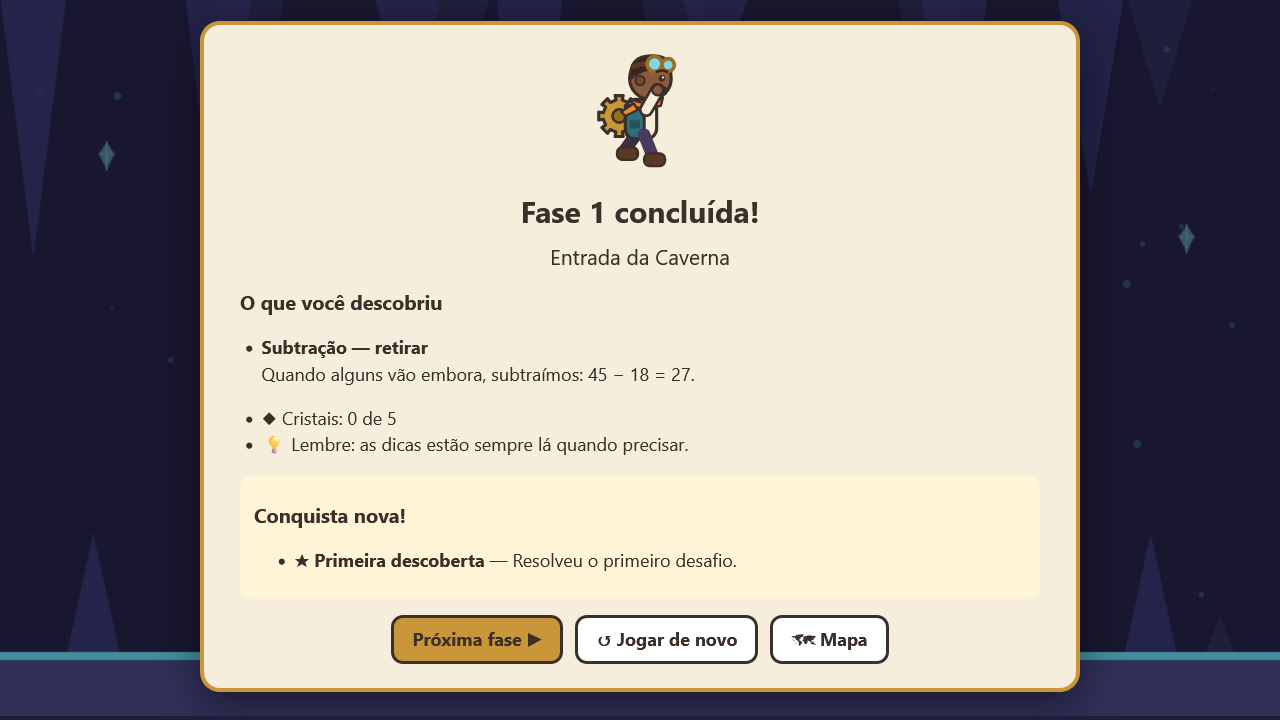 Fase 1 concluída!
Entrada da Caverna
O que você descobriu
• Subtração — retirar
Quando alguns vão embora, subtraímos: 45 − 18 = 27.
• ◆ Cristais: 0 de 5
• 💡 Lembre: as dicas estão sempre lá quando precisar.
Conquista nova!
• ★ Primeira descoberta — Resolveu o primeiro desafio.
Próxima fase ▶
↺ Jogar de novo
🗺 Mapa